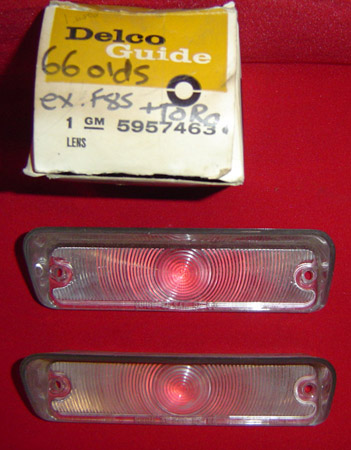 Delco
Guide
66 olds
ex. F85 + TORO
1 GM 5957463
LENS